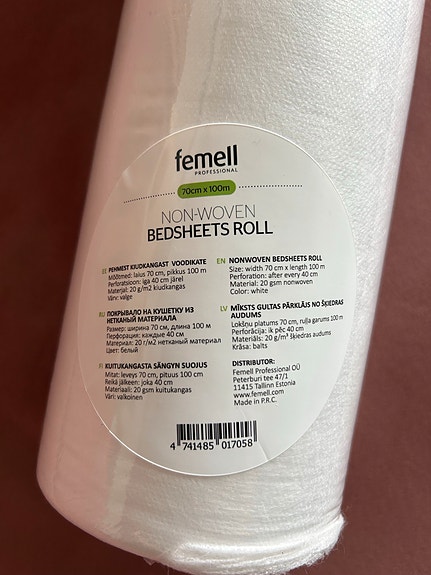 femell
PROFESSIONAL
70cm x 100m
NON-WOVEN
BEDSHEETS ROLL
EE PEHMEST KIUDKANGAST VOODIKATE
Mõõtmed: laius 70 cm, pikkus 100 m
Perforatsioon: iga 40 cm järel
Materjal: 20 g/m2 kiudkangas
Värv: valge
RU ПОКРЫВАЛО НА КУШЕТКУ ИЗ
НЕТКАНЫЙ МАТЕРИАЛА
Размер: ширина 70 см, длина 100 м
Перфорация: каждые 40 см
Материал: 20 г/м2 нетканый материал
Цвет: белый
FI KUITUKANGASTA SÄNGYN SUOJUS
Mitat: leveys 70 cm, pituus 100 cm
Reikä jälkeen: joka 40 cm
Materiaali: 20 gsm kuitukangas
Väri: valkoinen
EN NONWOVEN BEDSHEETS ROLL
Size: width 70 cm x length 100 m
Perforation: after every 40 cm
Material: 20 gsm nonwoven
Color: white
LV MĪKSTS GULTAS PĀRKLĀJS NO ŠĶIEDRAS
AUDUMS
Lokšņu platums 70 cm, ruļļa garums 100 m
Perforācija: ik pēc 40 cm
Materiāls: 20 g/m³ šķiedras audums
Krāsa: balts
DISTRIBUTOR:
Femell Professional OÜ
Peterburi tee 47/1
11415 Tallinn Estonia
www.femell.com
Made in P.R.C.
4 741485 017058